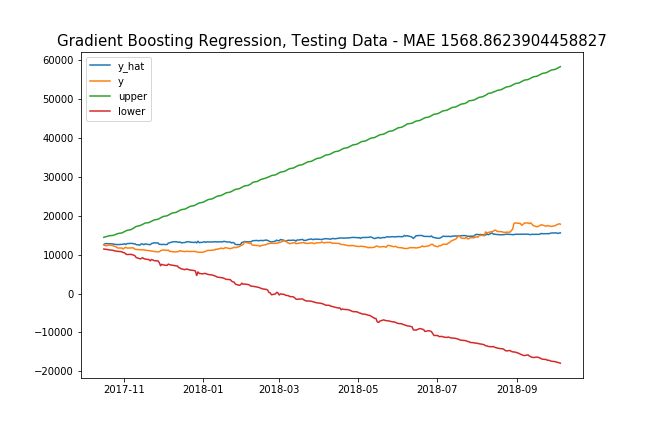 Gradient Boosting Regression, Testing Data - MAE 1568.8623904458827
y_hat
y
upper
lower
60000
50000
40000
30000
20000
10000
0
−10000
−20000
2017-11 2018-01 2018-03 2018-05 2018-07 2018-09